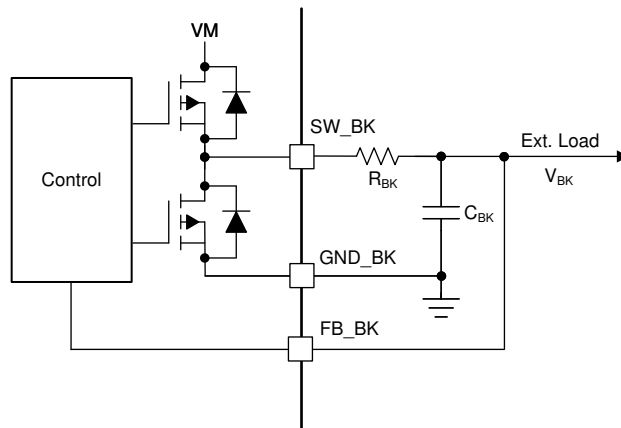 VM
SW_BK
Ext. Load
R_BK
V_BK
Control
C_BK
GND_BK
FB_BK